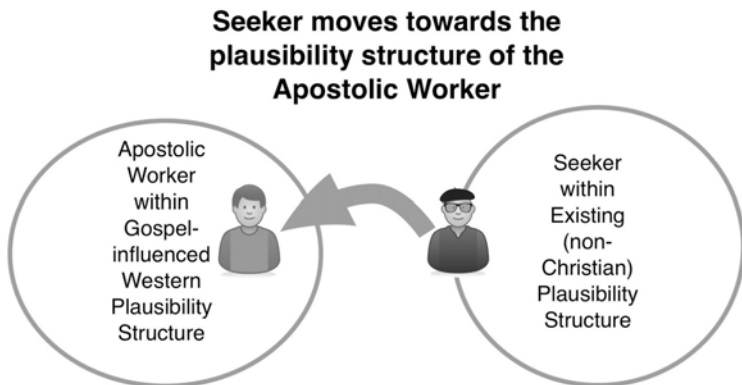 Seeker moves towards the
plausibility structure of the
Apostolic Worker
Apostolic
Worker
within
Gospel-
influenced
Western
Plausibility
Structure
Seeker
within
Existing
(non-
Christian)
Plausibility
Structure